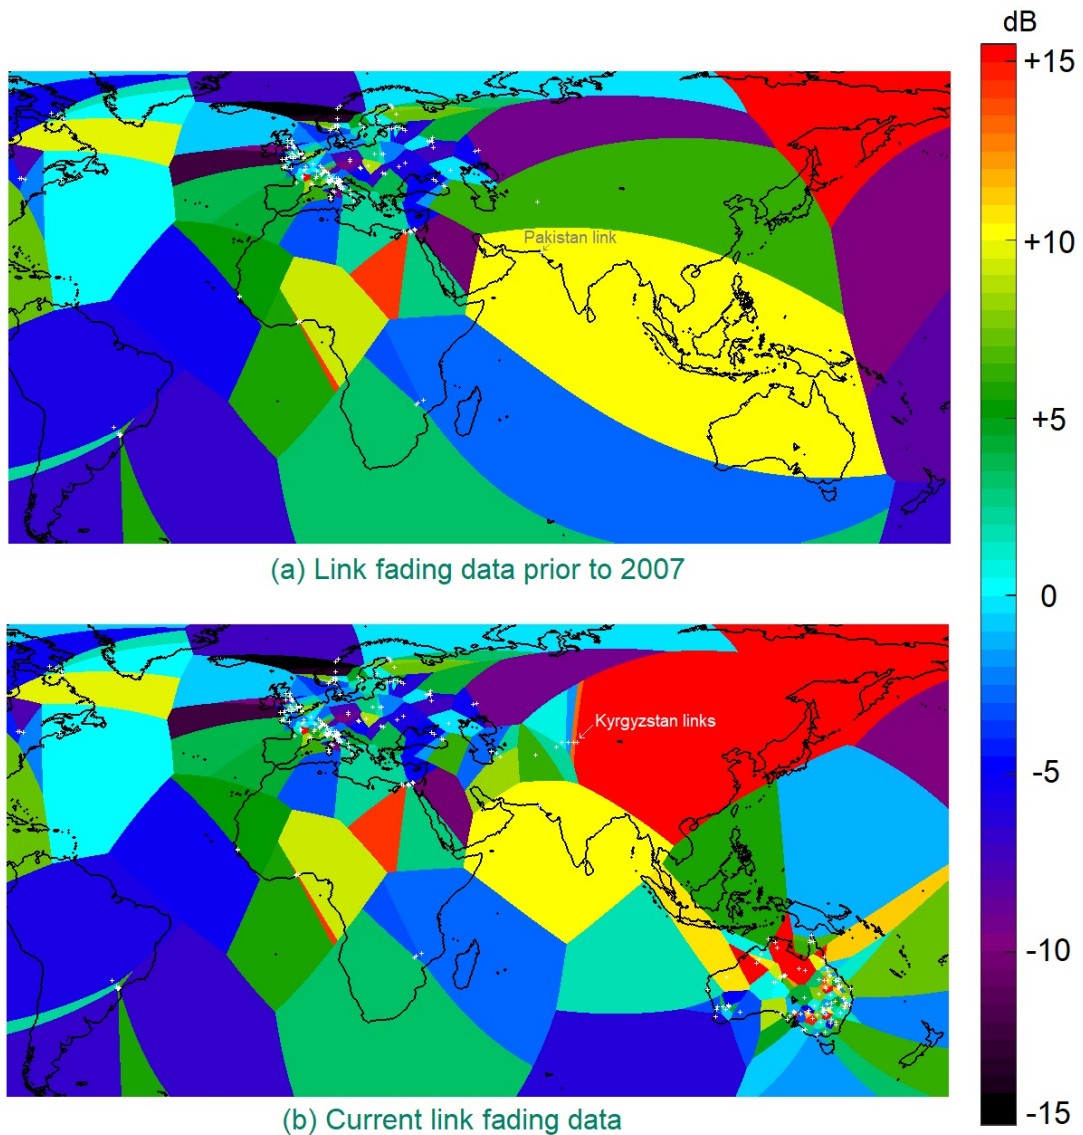 dB
+15
+10
+5
0
-5
-10
-15
Pakistan link
(a) Link fading data prior to 2007
Kyrgyzstan links
(b) Current link fading data